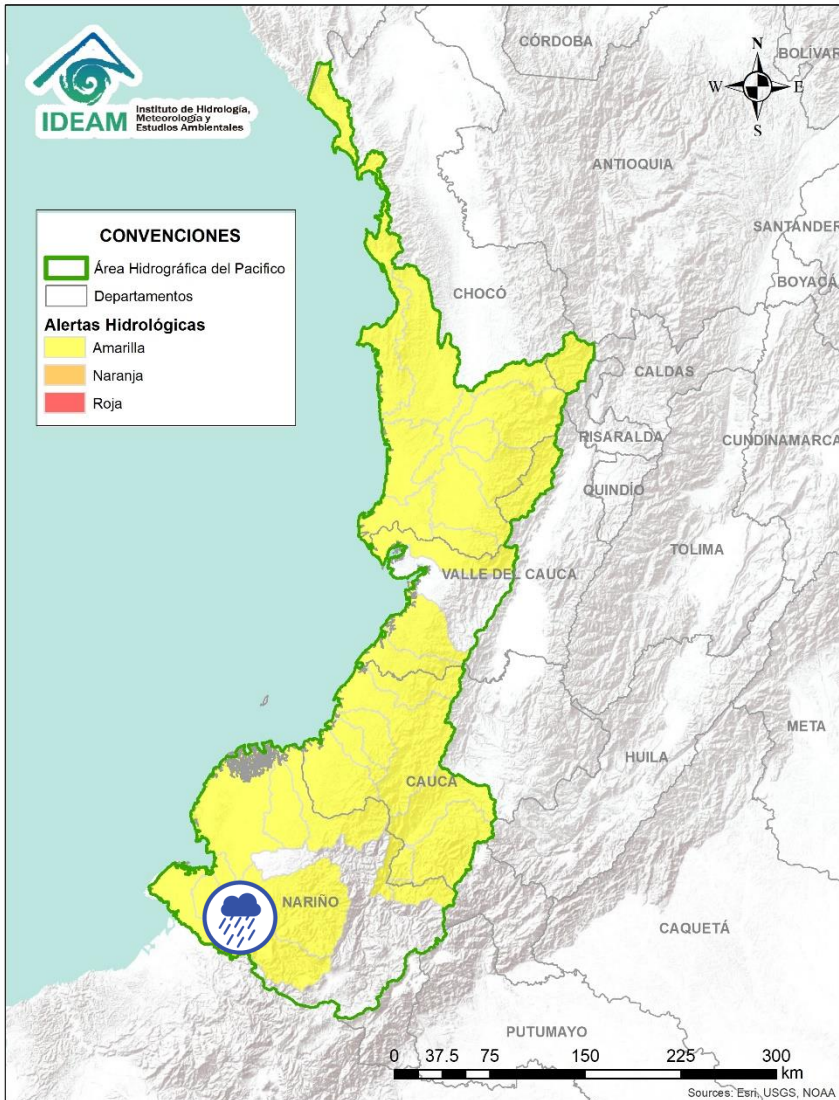 IDEAM
Instituto de Hidrología,
Meteorología y
Estudios Ambientales
CÓRDOBA
BOLÍVAR
N
W
E
S
ANTIOQUIA
SANTANDER
BOYACÁ
CONVENCIONES
Área Hidrográfica del Pacifico
Departamentos
Alertas Hidrológicas
Amarilla
Naranja
Roja
CHOCÓ
CALDAS
RISARALDA
CUNDINAMARCA
QUINDÍO
TOLIMA
VALLE DEL CAUCA
META
HUILA
CAUCA
NARIÑO
CAQUETÁ
PUTUMAYO
0 37.5 75 150 225 300
km
Sources: Esri, USGS, NOAA